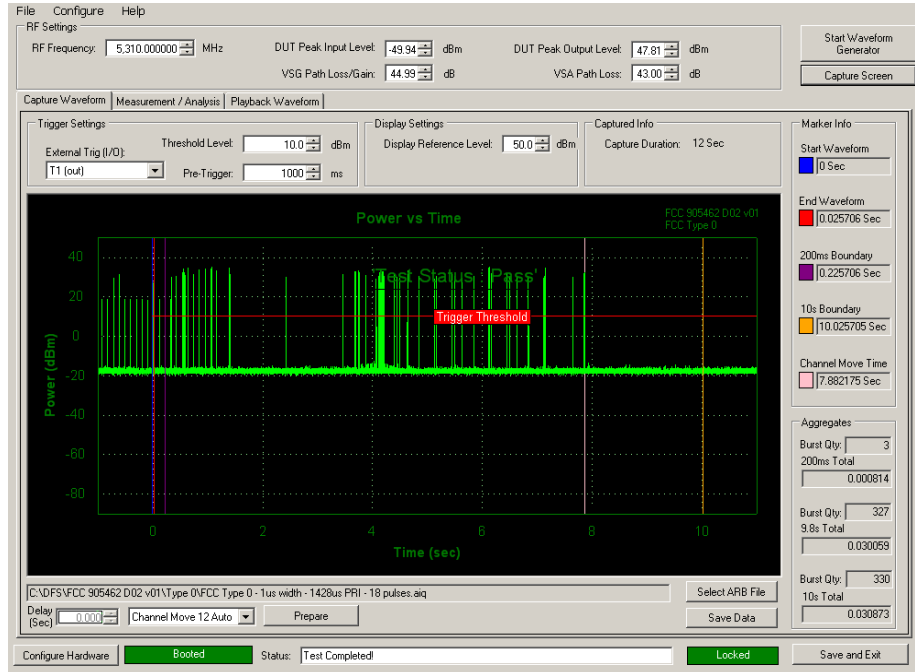 File Configure Help
RF Settings
RF Frequency: 5,310.000000 MHz
DUT Peak Input Level: -49.94 dBm
DUT Peak Output Level: 47.81 dBm
VSG Path Loss/Gain: 44.99 dB
VSA Path Loss: 43.00 dB
Start Waveform
Generator
Capture Screen
Capture Waveform Measurement / Analysis Playback Waveform
Trigger Settings
External Trig (I/O):
T1 (out)
Threshold Level: 10.0 dBm
Pre-Trigger: 1000 ms
Display Settings
Display Reference Level: 50.0 dBm
Captured Info
Capture Duration: 12 Sec
Marker Info
Start Waveform
0 Sec
End Waveform
0.025706 Sec
200ms Boundary
0.225706 Sec
10s Boundary
10.025705 Sec
Channel Move Time
7.882175 Sec
Power vs Time
FCC 905462 D02 v01
FCC Type 0
'Test Status : Pass'
Trigger Threshold
Power (dBm)
40
20
0
-20
-40
-60
-80
0 2 4 6 8 10
Time (sec)
Aggregates
Burst Qty: 3
200ms Total
0.000814
Burst Qty: 327
9.8s Total
0.030059
Burst Qty: 330
10s Total
0.030873
C:\DFS\FCC 905462 D02 v01\Type 0\FCC Type 0 - 1us width - 1428us PRI - 18 pulses.aiq
Select ARB File
Delay
(Sec) 0.000
Channel Move 12 Auto
Prepare
Save Data
Configure Hardware
Booted
Status: Test Completed!
Locked
Save and Exit